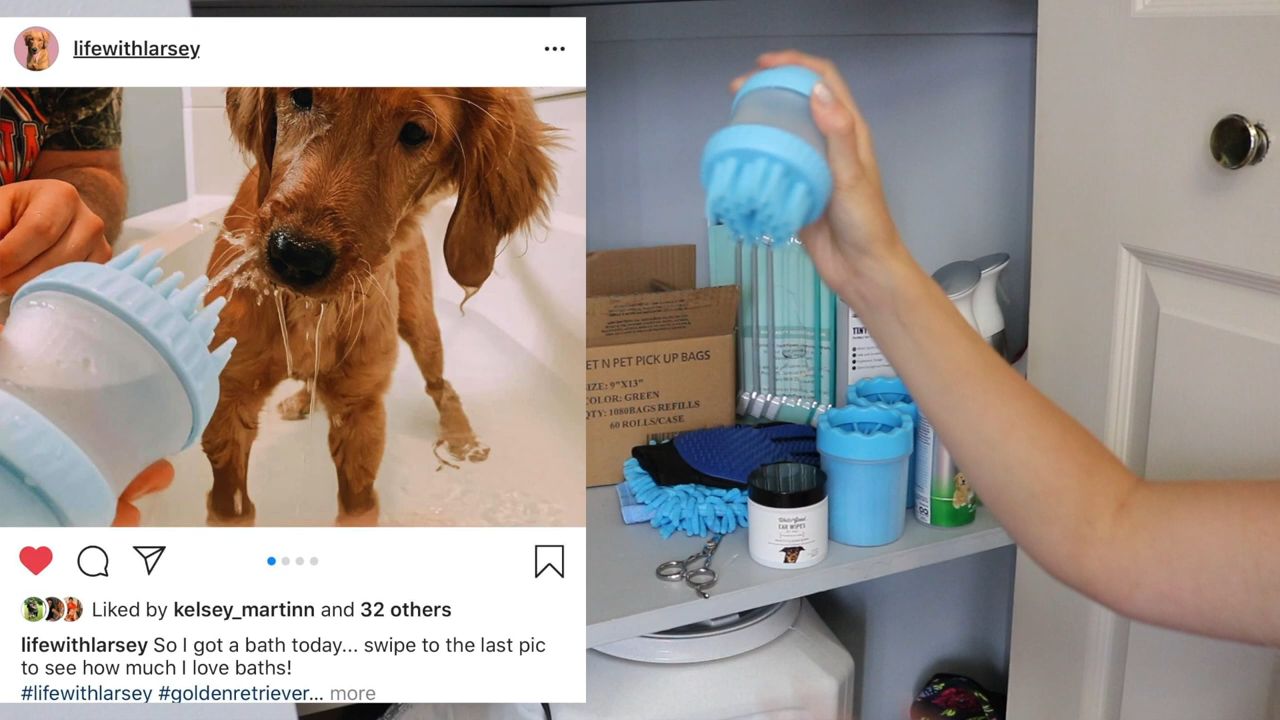 lifewithlarsey
Liked by kelsey_martinn and 32 others
lifewithlarsey So I got a bath today... swipe to the last pic
to see how much I love baths!
#lifewithlarsey #goldenretriever... more
ET N PET PICK UP BAGS
IZE: 9"X13"
COLOR: GREEN
QTY: 1080BAGS REFILLS
60 ROLLS/CASE
TINY
EAR WIPES